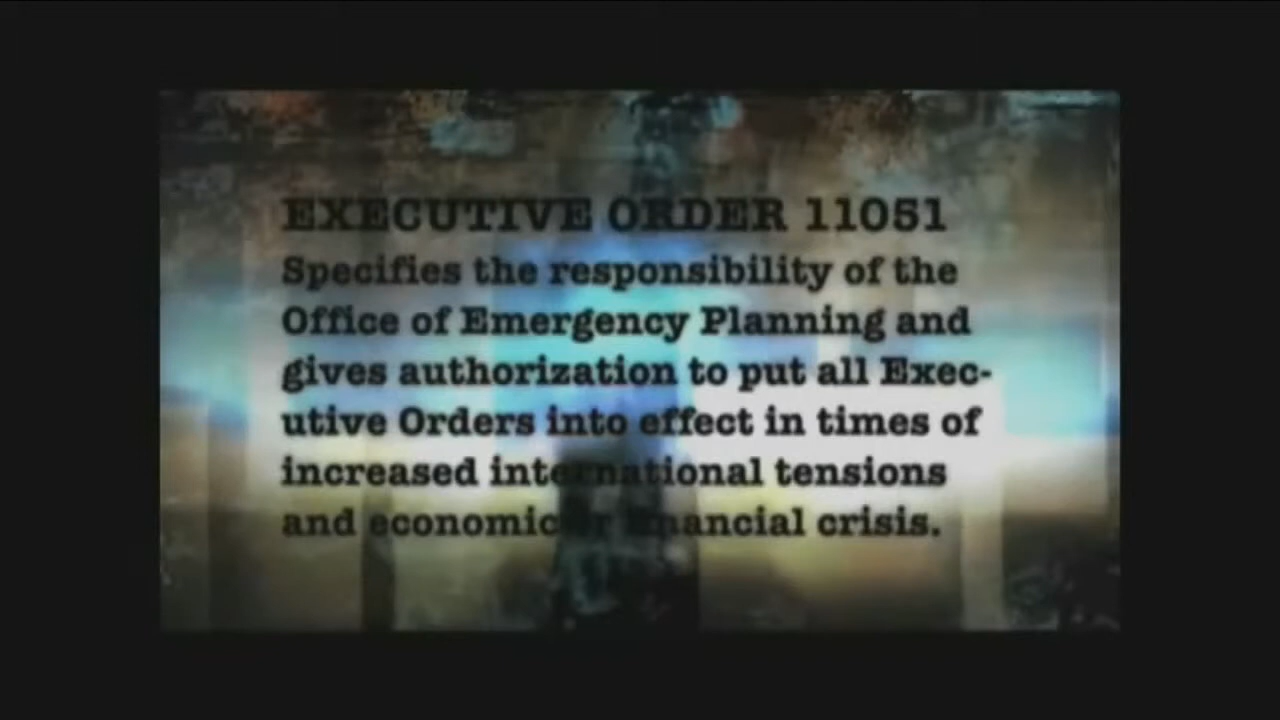 EXECUTIVE ORDER 11051
Specifies the responsibility of the
Office of Emergency Planning and
gives authorization to put all Exec-
utive Orders into effect in times of
increased international tensions
and economic or financial crisis.